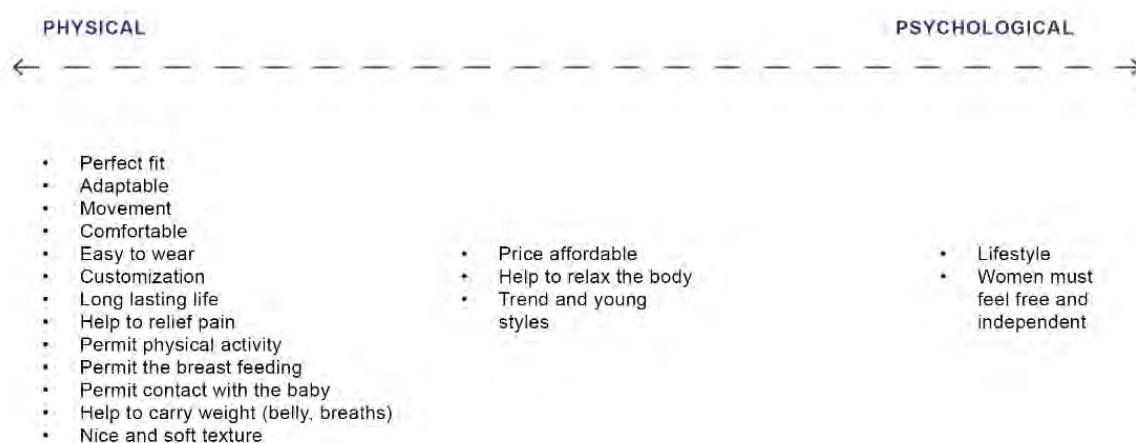 PHYSICAL
PSYCHOLOGICAL
• Perfect fit
• Adaptable
• Movement
• Comfortable
• Easy to wear
• Customization
• Long lasting life
• Help to relief pain
• Permit physical activity
• Permit the breast feeding
• Permit contact with the baby
• Help to carry weight (belly, breaths)
• Nice and soft texture
• Price affordable
• Help to relax the body
• Trend and young
styles
• Lifestyle
• Women must
feel free and
independent